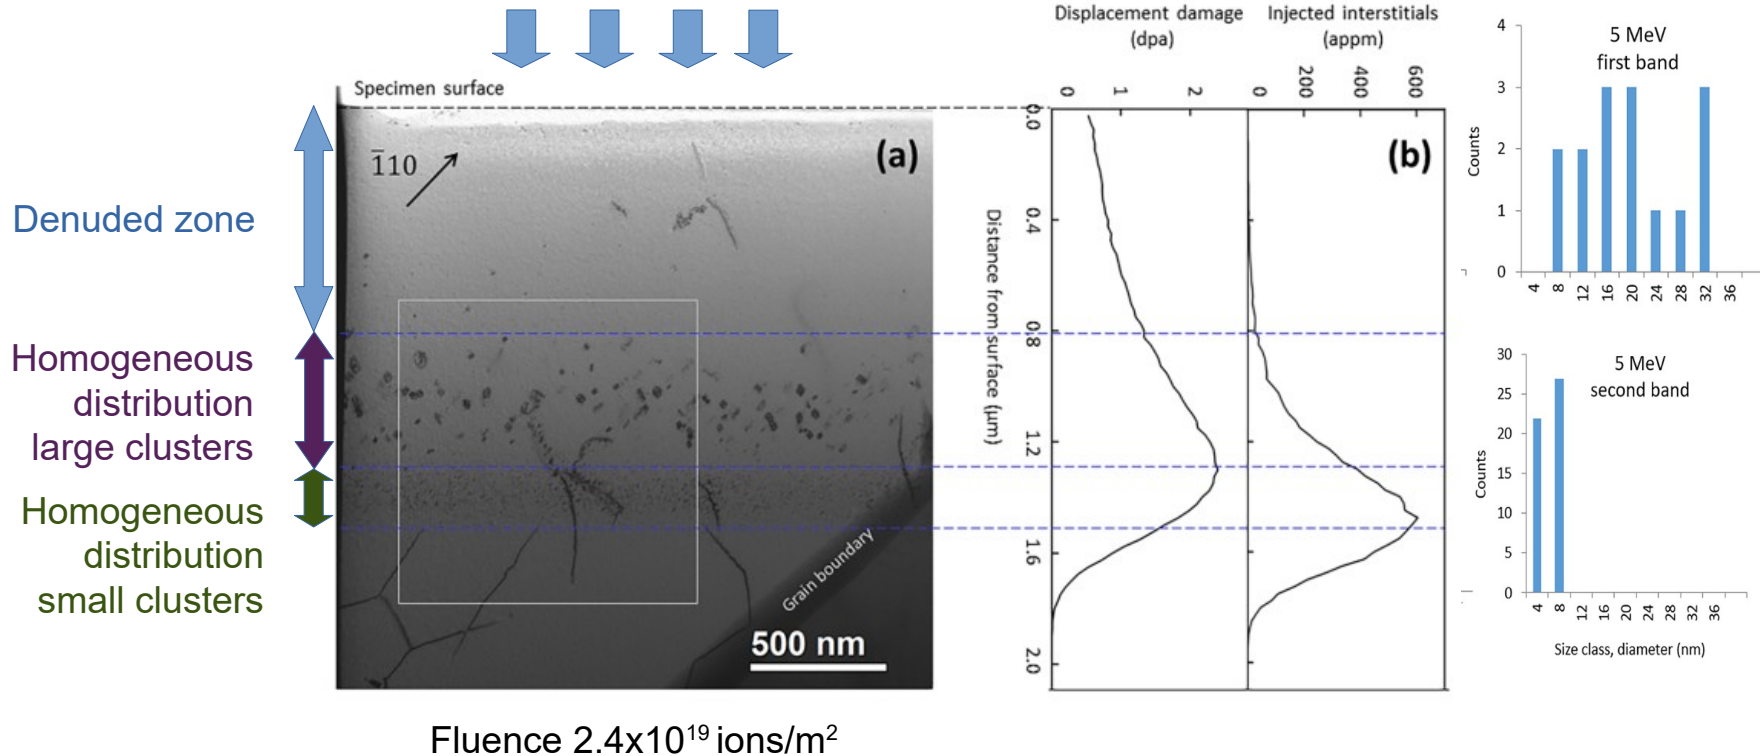 Denuded zone
Homogeneous
distribution
large clusters
Homogeneous
distribution
small clusters
Specimen surface
1̅10
(a)
Grain boundary
500 nm
Fluence 2.4x10¹⁹ ions/m²
Displacement damage
(dpa)
0
1
2
Injected interstitials
(appm)
0
200
400
600
(b)
Distance from surface (μm)
0.0
0.4
0.8
1.2
1.6
2.0
5 MeV
first band
Counts
4
3
2
1
0
4 8 12 16 20 24 28 32 36
5 MeV
second band
Counts
30
25
20
15
10
5
0
4 8 12 16 20 24 28 32 36
Size class, diameter (nm)